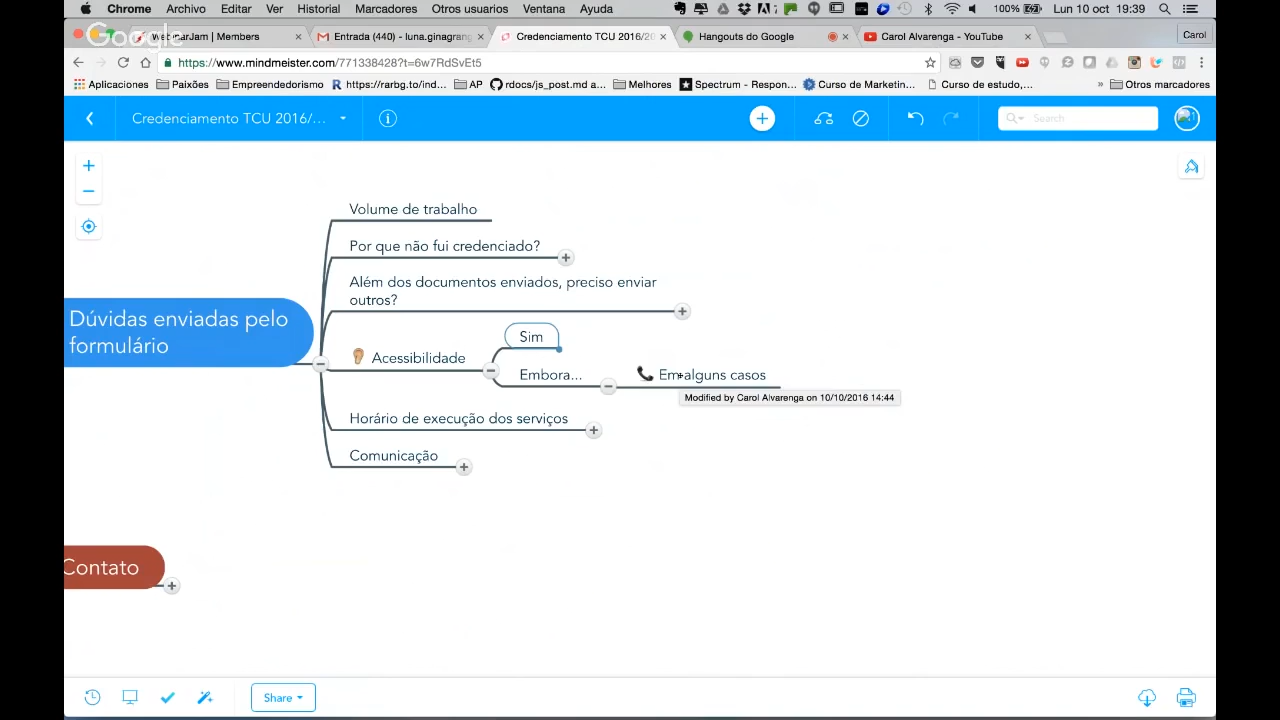 Chrome Archivo Editar Ver Historial Marcadores Otros usuarios Ventana Ayuda 100% Lun 10 oct 19:39
Google
WebinarJam | Members Entrada (440) - luna.ginagran Credenciamento TCU 2016/20 Hangouts do Google Carol Alvarenga - YouTube Carol
https://www.mindmeister.com/771338428?t=6w7RdSvEt5
Aplicaciones Paixões Empreendedorismo https://rarbg.to/ind... AP rdocs/js_post.md a... Melhores Spectrum - Respon... Curso de Marketin... Curso de estudo,... » Otros marcadores
Credenciamento TCU 2016/... Search
Volume de trabalho
Por que não fui credenciado?
Além dos documentos enviados, preciso enviar
outros?
Dúvidas enviadas pelo
formulário
Sim
Acessibilidade
Embora...
Em alguns casos
Modified by Carol Alvarenga on 10/10/2016 14:44
Horário de execução dos serviços
Comunicação
Contato
Share